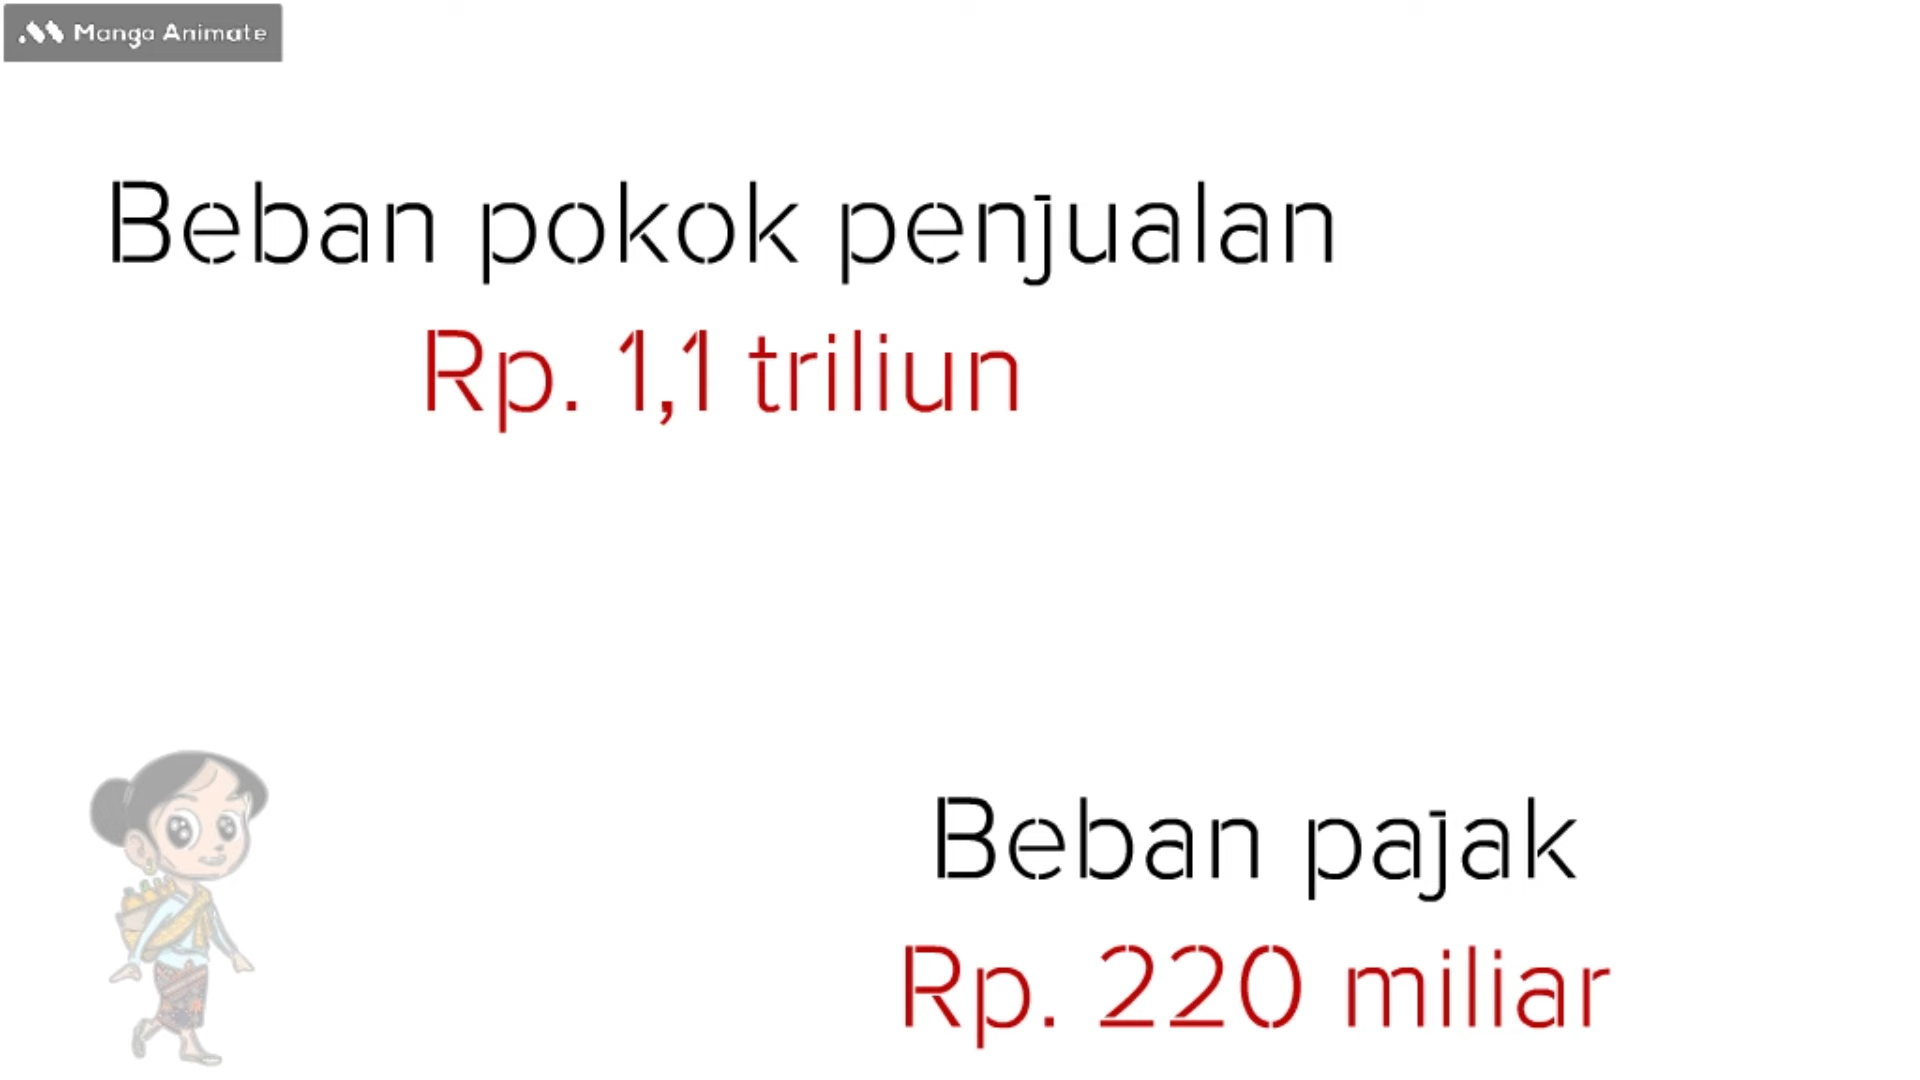 Manga Animate
Beban pokok penjualan
Rp. 1,1 triliun
Beban pajak
Rp. 220 miliar